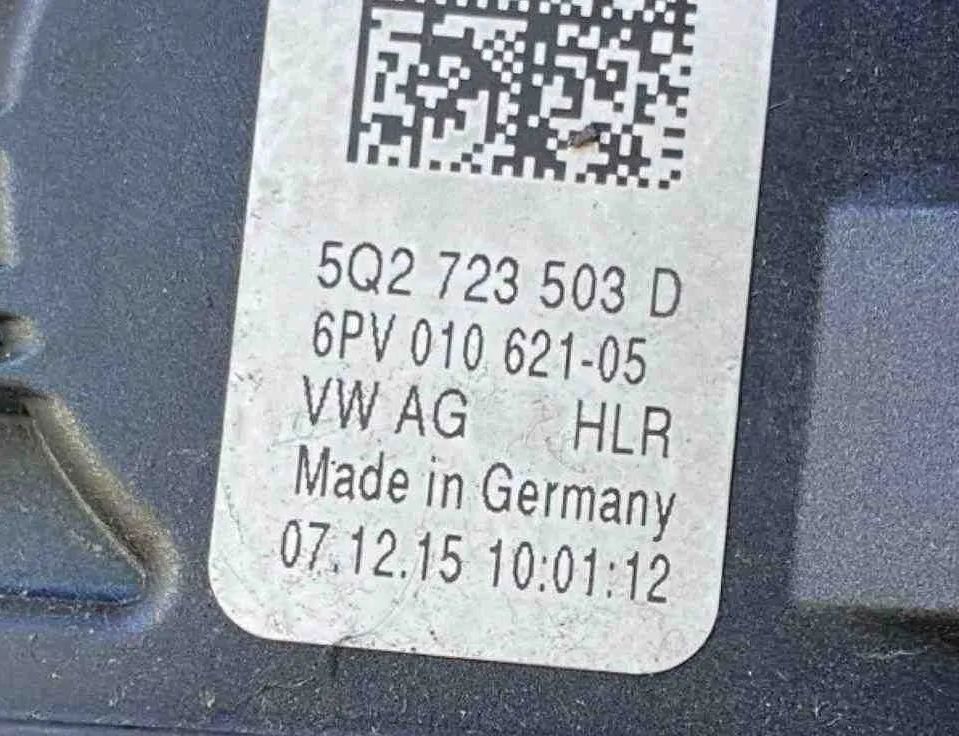 5Q2 723 503 D
6PV 010 621-05
VW AG HLR
Made in Germany
07.12.15 10:01:12